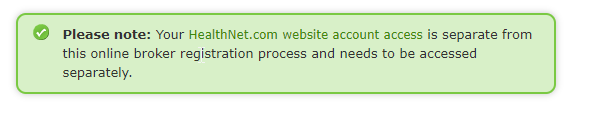 Please note: Your HealthNet.com website account access is separate from
this online broker registration process and needs to be accessed
separately.